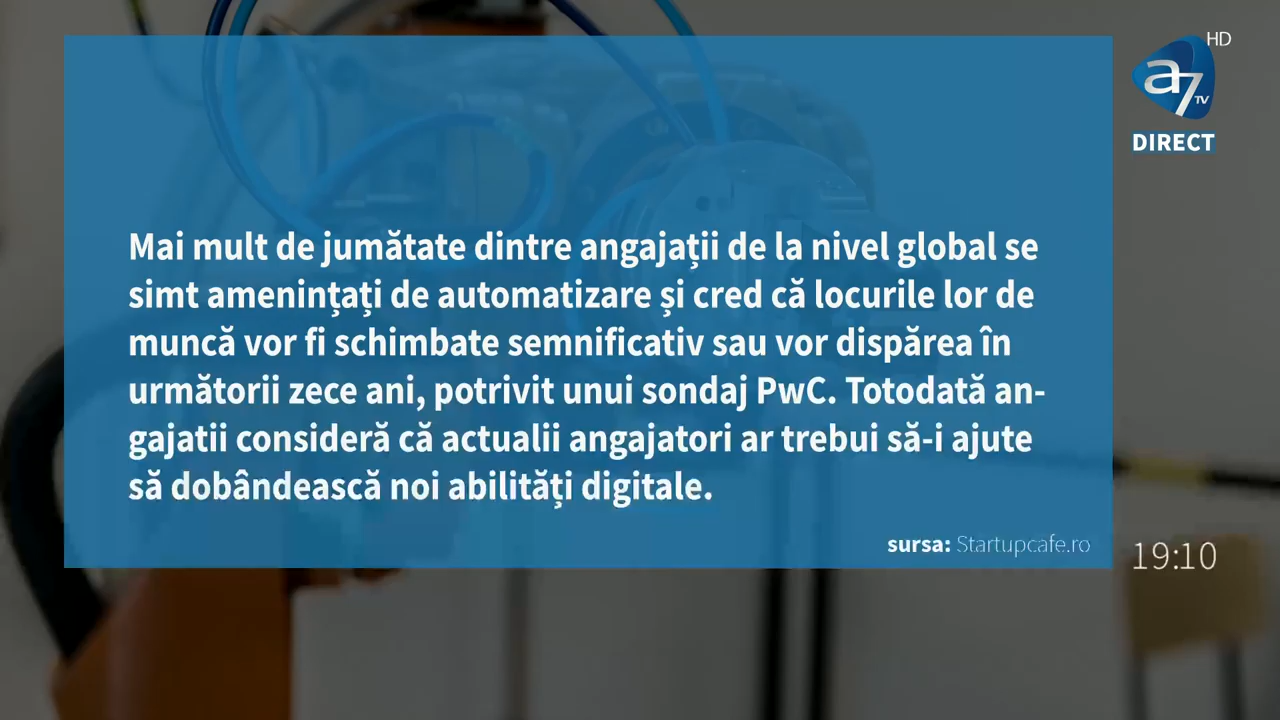 HD
a7
TV
DIRECT
Mai mult de jumătate dintre angajații de la nivel global se
simt amenințați de automatizare și cred că locurile lor de
muncă vor fi schimbate semnificativ sau vor dispărea în
următorii zece ani, potrivit unui sondaj PwC. Totodată an-
gajatii consideră că actualii angajatori ar trebui să-i ajute
să dobândească noi abilități digitale.
sursa: Startupcafe.ro
19:10